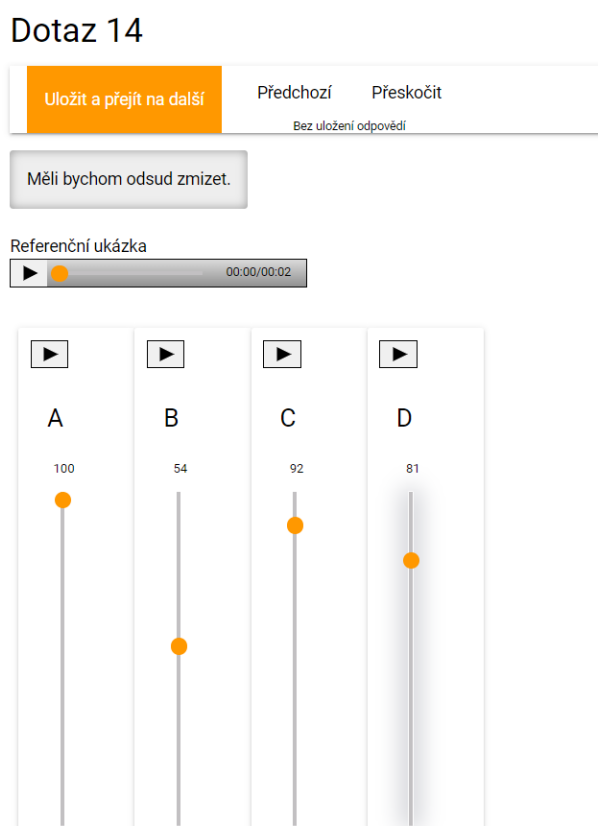 Dotaz 14
Uložit a přejít na další
Předchozí
Přeskočit
Bez uložení odpovědí
Měli bychom odsud zmizet.
Referenční ukázka
00:00/00:02
A
B
C
D
100
54
92
81